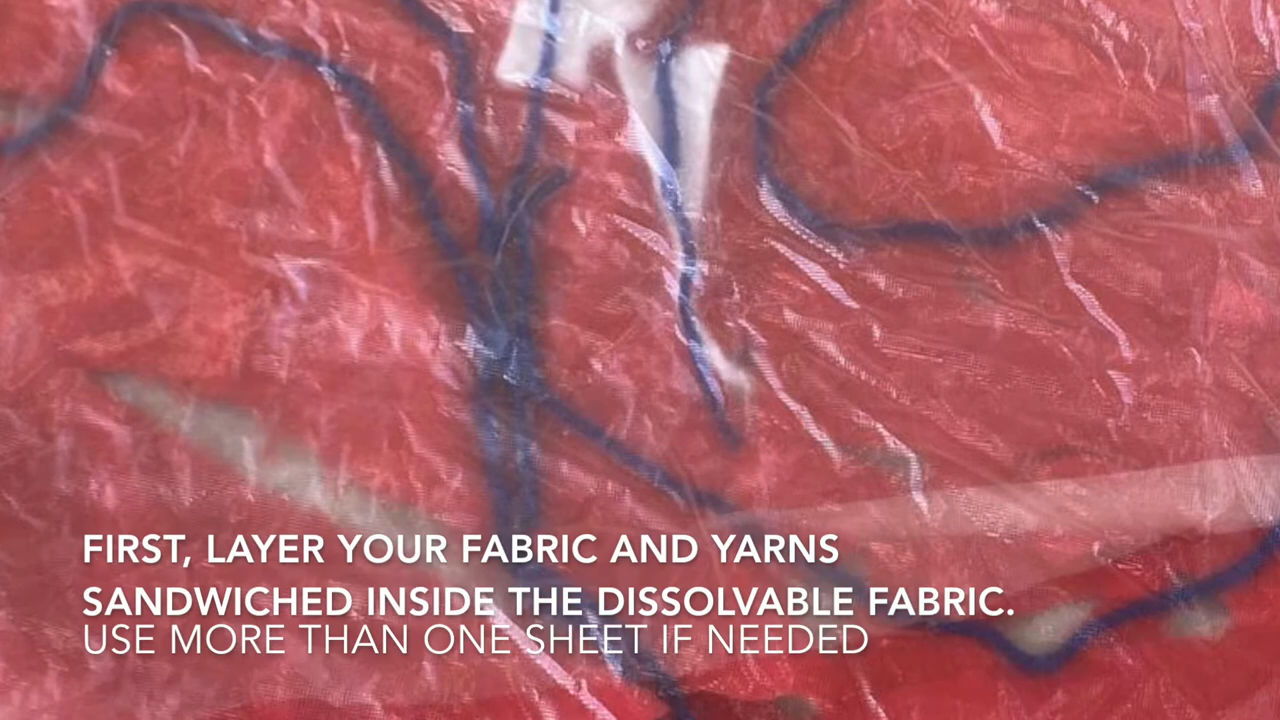 FIRST, LAYER YOUR FABRIC AND YARNS
SANDWICHED INSIDE THE DISSOLVABLE FABRIC.
USE MORE THAN ONE SHEET IF NEEDED